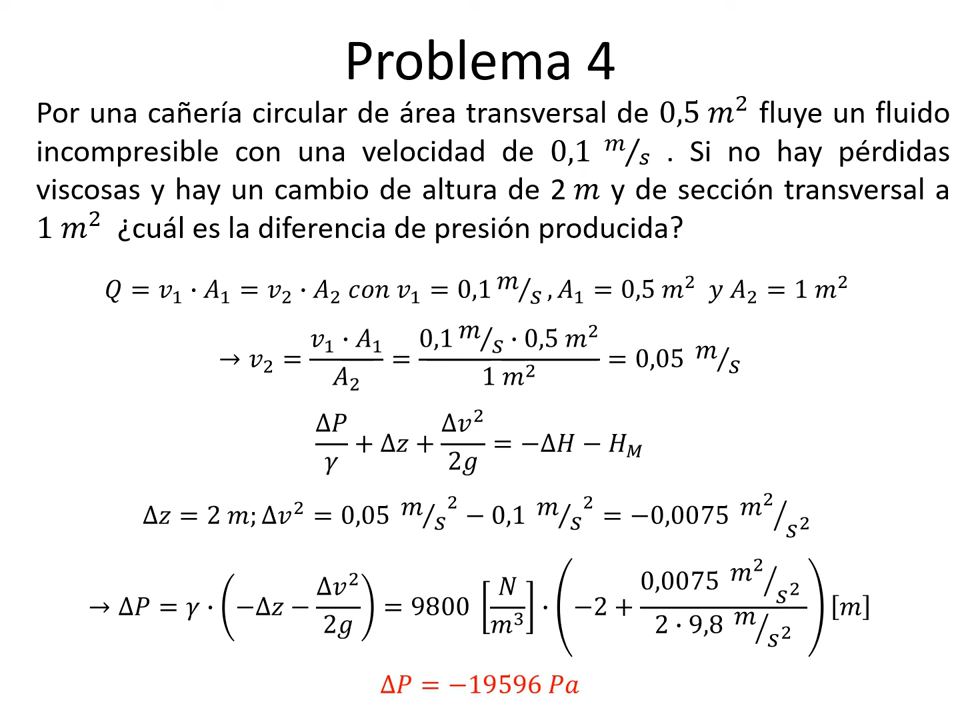 Problema 4
Por una cañería circular de área transversal de 0,5 m² fluye un fluido
incompresible con una velocidad de 0,1 m/s . Si no hay pérdidas
viscosas y hay un cambio de altura de 2 m y de sección transversal a
1 m² ¿cuál es la diferencia de presión producida?
Q = v₁ · A₁ = v₂ · A₂ con v₁ = 0,1 m/s , A₁ = 0,5 m² y A₂ = 1 m²
→ v₂ = (v₁ · A₁)/A₂ = (0,1 m/s · 0,5 m²)/(1 m²) = 0,05 m/s
ΔP/γ + Δz + Δv²/2g = −ΔH − H_M
Δz = 2 m; Δv² = 0,05 m/s² − 0,1 m/s² = −0,0075 m²/s²
→ ΔP = γ · (−Δz − Δv²/2g) = 9800 [N/m³] · (−2 + (0,0075 m²/s²)/(2 · 9,8 m/s²)) [m]
ΔP = −19596 Pa